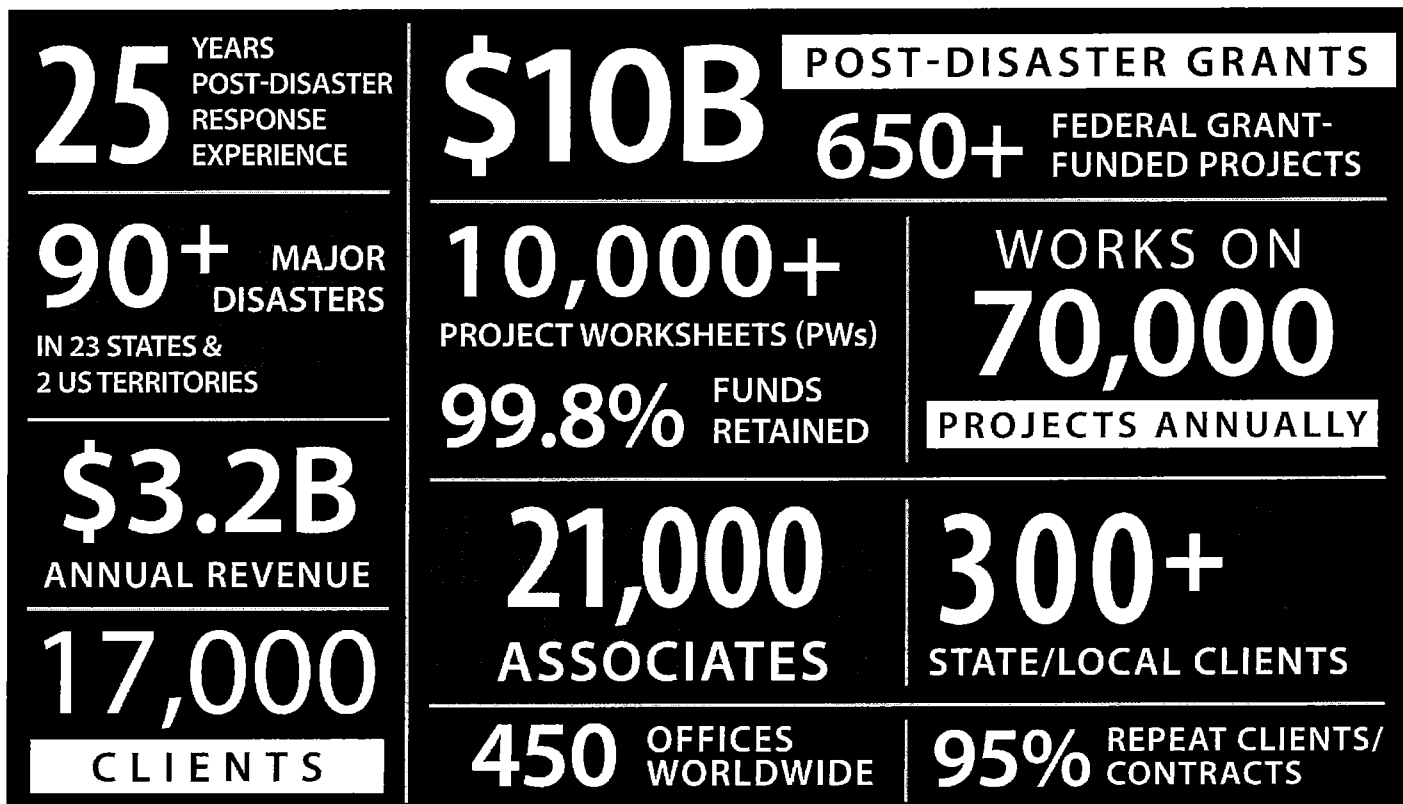 25
YEARS
POST-DISASTER
RESPONSE
EXPERIENCE
90+ MAJOR
DISASTERS
IN 23 STATES &
2 US TERRITORIES
$3.2B
ANNUAL REVENUE
17,000
CLIENTS
$10B
POST-DISASTER GRANTS
650+
FEDERAL GRANT-
FUNDED PROJECTS
10,000+
PROJECT WORKSHEETS (PWs)
99.8%
FUNDS
RETAINED
WORKS ON
70,000
PROJECTS ANNUALLY
21,000
ASSOCIATES
300+
STATE/LOCAL CLIENTS
450
OFFICES
WORLDWIDE
95%
REPEAT CLIENTS/
CONTRACTS